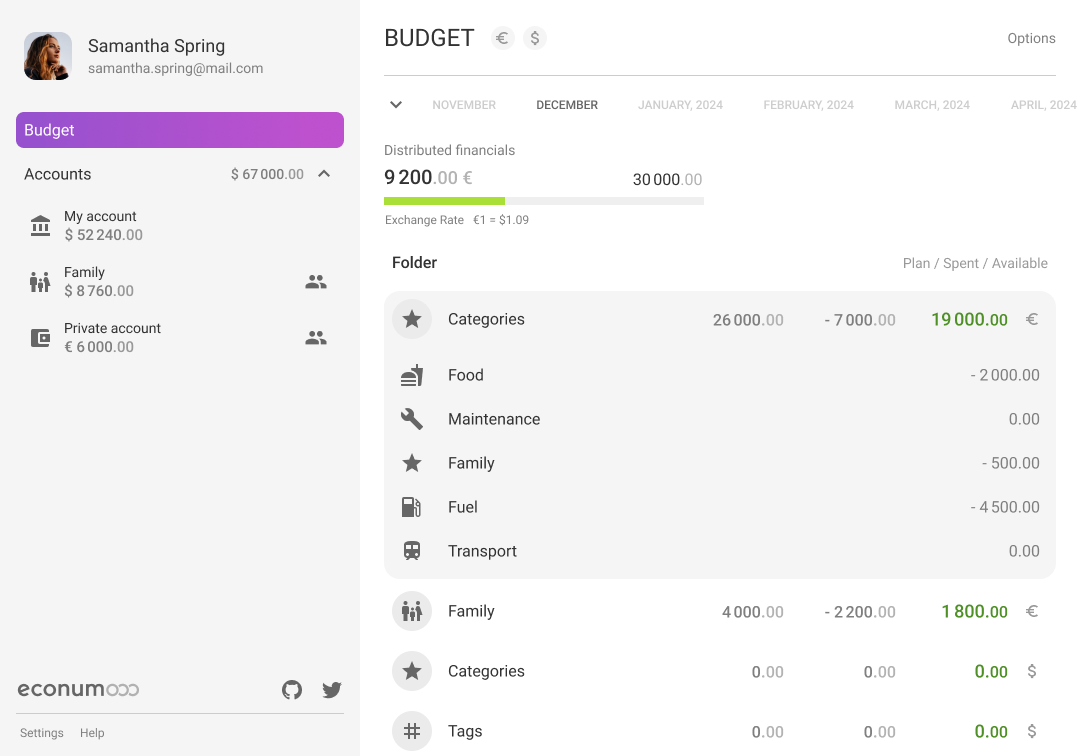 Samantha Spring
samantha.spring@mail.com
Budget
Accounts $ 67 000.00
My account
$ 52 240.00
Family
$ 8 760.00
Private account
€ 6 000.00
econumo
Settings Help
BUDGET € $ Options
NOVEMBER DECEMBER JANUARY, 2024 FEBRUARY, 2024 MARCH, 2024 APRIL, 2024
Distributed financials
9 200.00 € 30 000.00
Exchange Rate €1 = $1.09
Folder Plan / Spent / Available
Categories 26 000.00 - 7 000.00 19 000.00 €
Food - 2 000.00
Maintenance 0.00
Family - 500.00
Fuel - 4 500.00
Transport 0.00
Family 4 000.00 - 2 200.00 1 800.00 €
Categories 0.00 0.00 0.00 $
Tags 0.00 0.00 0.00 $